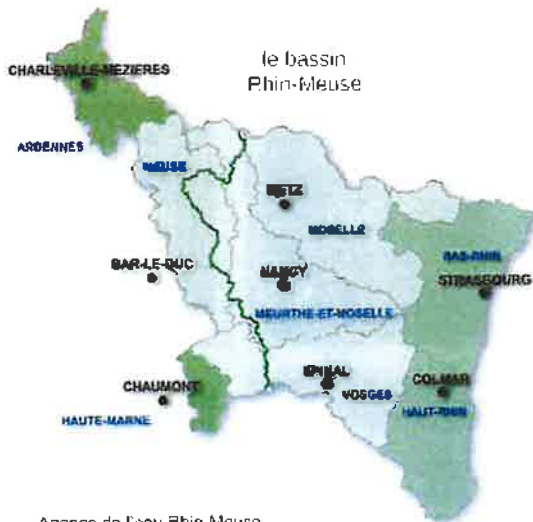 le bassin
Rhin-Meuse
CHARLEVILLE-MEZIERES
ARDENNES
MEUSE
METZ
MOSELLE
BAR-LE-DUC
NANCY
BAS-RHIN
STRASBOURG
MEURTHE-ET-MOSELLE
EPINAL
CHAUMONT
VOSGES
COLMAR
HAUTE-MARNE
HAUT-RHIN
Agence de l'eau Rhin-Meuse